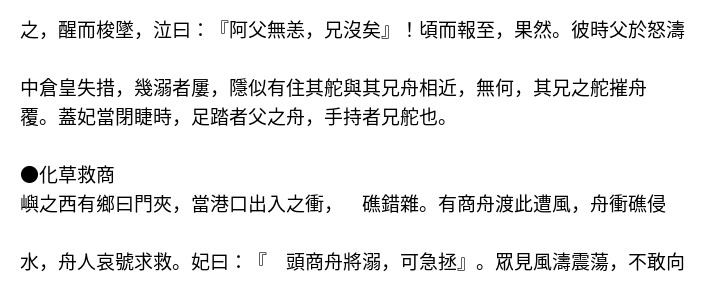 之，醒而梭墜，泣曰：『阿父無恙，兄沒矣』！頃而報至，果然。彼時父於怒濤
中倉皇失措，幾溺者屢，隱似有住其舵與其兄舟相近，無何，其兄之舵摧舟
覆。蓋妃當閉睫時，足踏者父之舟，手持者兄舵也。
●化草救商
嶼之西有鄉曰門夾，當港口出入之衝，　礁錯雜。有商舟渡此遭風，舟衝礁侵
水，舟人哀號求救。妃曰：『　頭商舟將溺，可急拯』。眾見風濤震蕩，不敢向